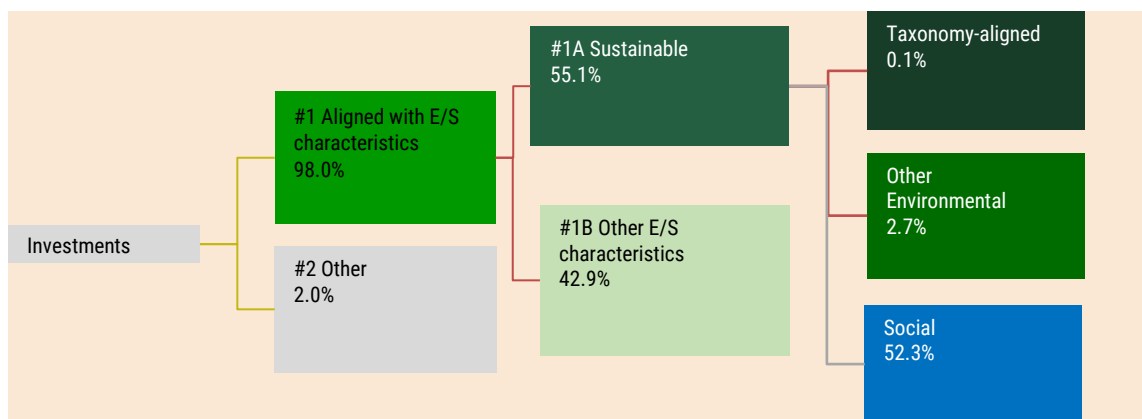 Investments
#1 Aligned with E/S
characteristics
98.0%
#2 Other
2.0%
#1A Sustainable
55.1%
#1B Other E/S
characteristics
42.9%
Taxonomy-aligned
0.1%
Other
Environmental
2.7%
Social
52.3%